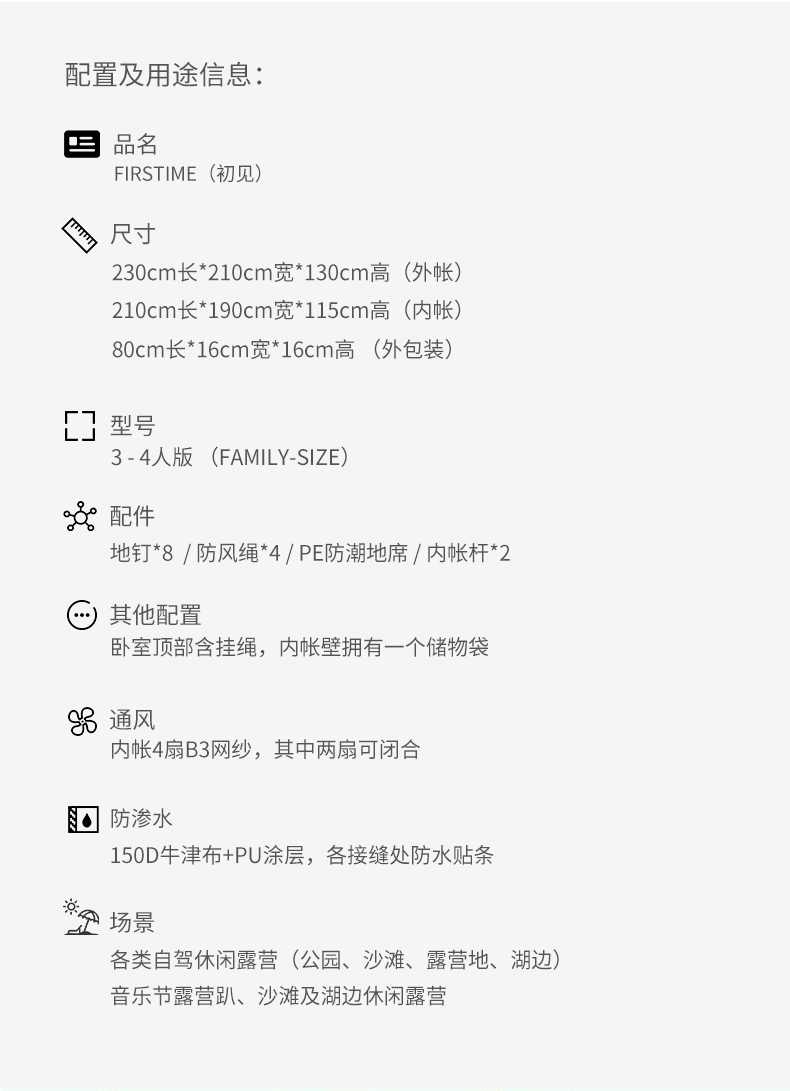 配置及用途信息：
品名
FIRSTIME（初见）
尺寸
230cm长*210cm宽*130cm高（外帐）
210cm长*190cm宽*115cm高（内帐）
80cm长*16cm宽*16cm高 （外包装）
型号
3 - 4人版 （FAMILY-SIZE）
配件
地钉*8 / 防风绳*4 / PE防潮地席 / 内帐杆*2
其他配置
卧室顶部含挂绳，内帐壁拥有一个储物袋
通风
内帐4扇B3网纱，其中两扇可闭合
防渗水
150D牛津布+PU涂层，各接缝处防水贴条
场景
各类自驾休闲露营（公园、沙滩、露营地、湖边）
音乐节露营趴、沙滩及湖边休闲露营